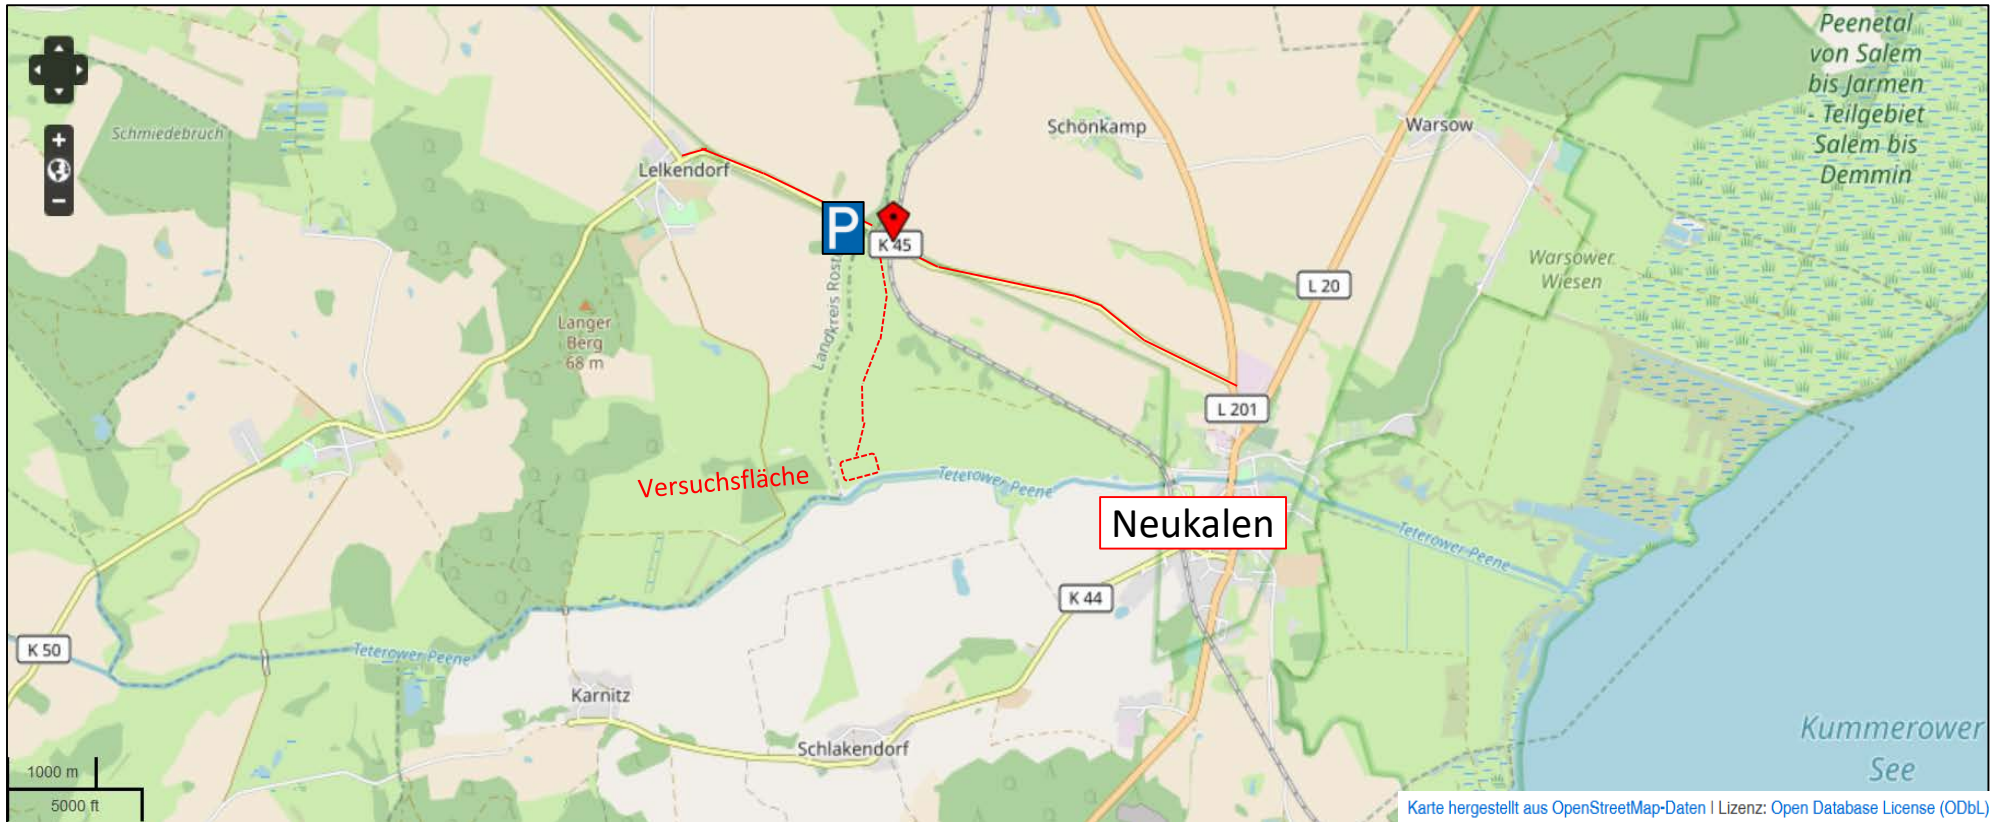 Peenetal
von Salem
bis Jarmen
- Teilgebiet
Salem bis
Demmin
Schmiedebruch
Schönkamp
Warsow
Lelkendorf
P
K 45
Warsower
Wiesen
L 20
Landkreis Rost
Langer
Berg
68 m
L 201
Versuchsfläche
Teterower Peene
Neukalen
Teterower Peene
K 44
K 50
Teterower Peene
Karnitz
Schlakendorf
Kummerower
See
1000 m
5000 ft
Karte hergestellt aus OpenStreetMap-Daten | Lizenz: Open Database License (ODbL)